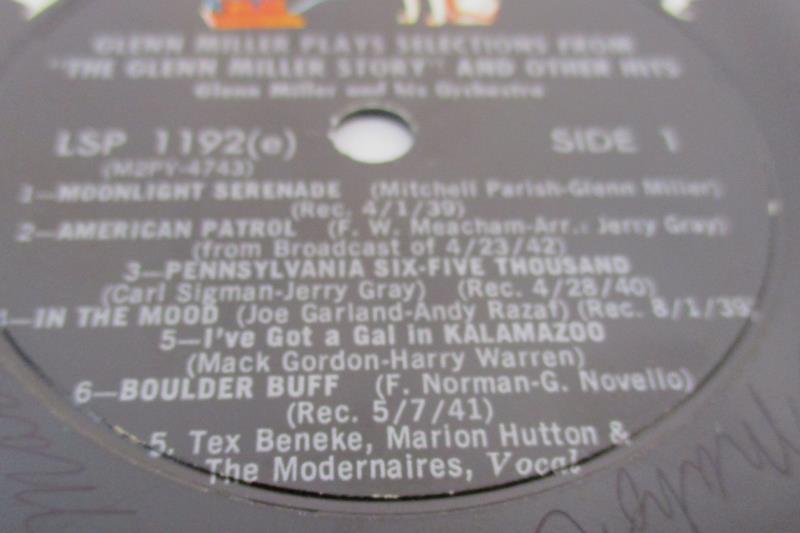 GLENN MILLER PLAYS SELECTIONS FROM
"THE GLENN MILLER STORY" AND OTHER HITS
Glenn Miller and his Orchestra
LSP 1192(e) SIDE 1
(M2PY-4743)
1—MOONLIGHT SERENADE (Mitchell Parish-Glenn Miller)
(Rec. 4/1/39)
2—AMERICAN PATROL (F. W. Meacham-Arr.: Jerry Gray)
(from Broadcast of 4/23/42)
3—PENNSYLVANIA SIX-FIVE THOUSAND
(Carl Sigman-Jerry Gray) (Rec. 4/28/40)
4—IN THE MOOD (Joe Garland-Andy Razaf) (Rec. 8/1/39)
5—I've Got a Gal in KALAMAZOO
(Mack Gordon-Harry Warren)
6—BOULDER BUFF (F. Norman-G. Novello)
(Rec. 5/7/41)
5. Tex Beneke, Marion Hutton &
The Modernaires, Vocal